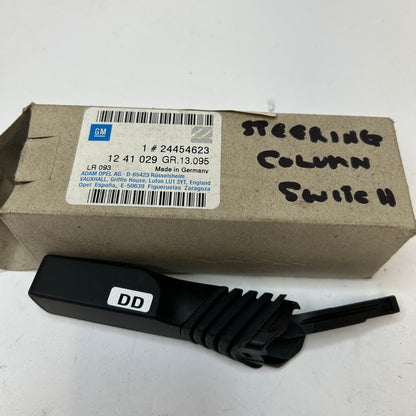 GM
1 # 24454623
12 41 029 GR.13.095
LR 093
Made in Germany
ADAM OPEL AG - D-65423 Rüsselsheim
VAUXHALL, Griffin House, Luton LU1 3YT, England
Opel España, E-50639 Figueruelas Zaragoza
STEERING
COLUMN
SWITCH
DD